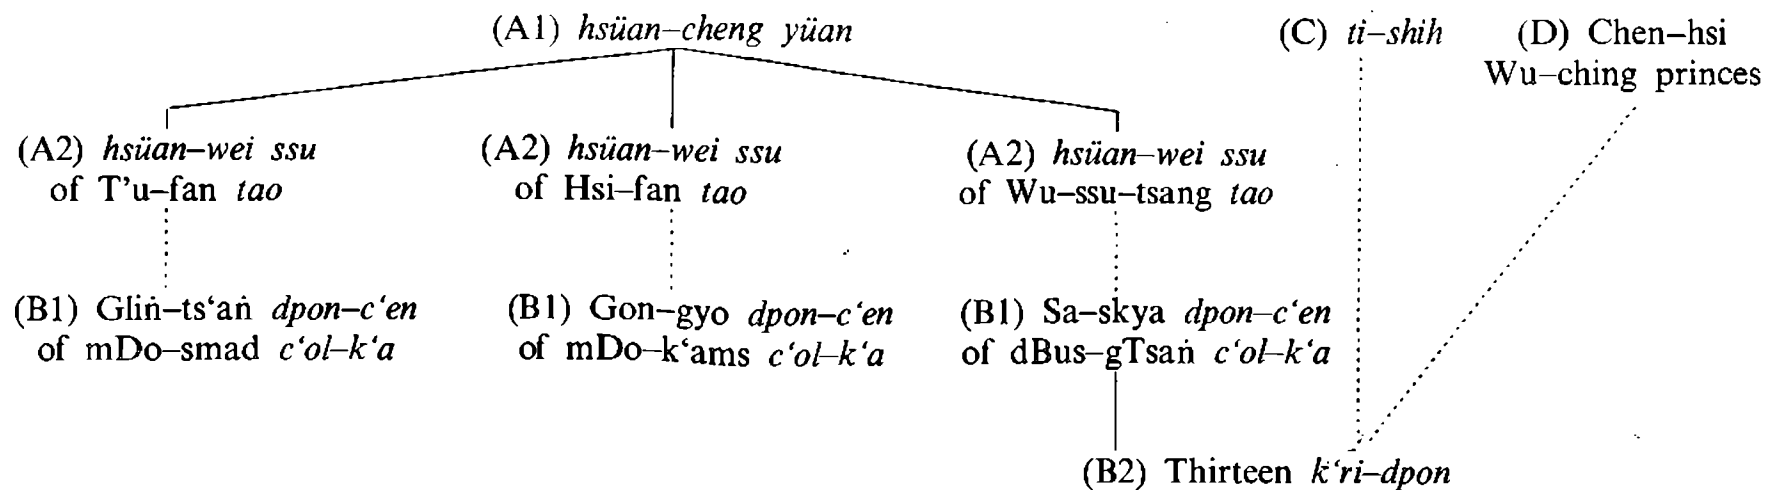 (A1) hsüan–cheng yüan
(C) ti–shih
(D) Chen–hsi
Wu–ching princes
(A2) hsüan–wei ssu
of T’u–fan tao
(A2) hsüan–wei ssu
of Hsi–fan tao
(A2) hsüan–wei ssu
of Wu–ssu–tsang tao
(B1) Gliṅ–ts‘aṅ dpon–c‘en
of mDo–smad c‘ol–k‘a
(B1) Gon–gyo dpon–c‘en
of mDo–k‘ams c‘ol–k‘a
(B1) Sa–skya dpon–c‘en
of dBus–gTsaṅ c‘ol–k‘a
(B2) Thirteen k‘ri–dpon